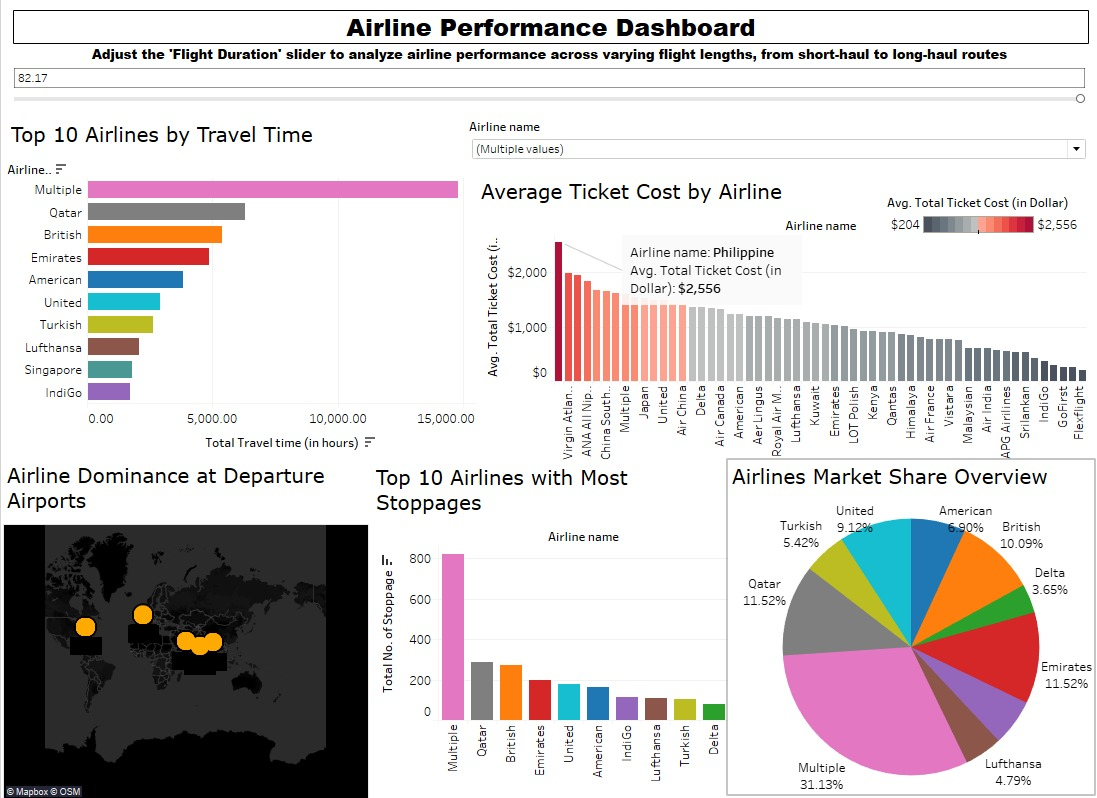 Airline Performance Dashboard
Adjust the 'Flight Duration' slider to analyze airline performance across varying flight lengths, from short-haul to long-haul routes
82.17
Top 10 Airlines by Travel Time
Airline..
Multiple
Qatar
British
Emirates
American
United
Turkish
Lufthansa
Singapore
IndiGo
0.00 5,000.00 10,000.00 15,000.00
Total Travel time (in hours)
Airline name
(Multiple values)
Average Ticket Cost by Airline
Avg. Total Ticket Cost (in Dollar)
$204 $2,556
Airline name
Airline name: Philippine
Avg. Total Ticket Cost (in
Dollar): $2,556
Avg. Total Ticket Cost (i..
$2,000
$1,000
$0
Virgin Atlan..
ANA All Nip..
China South..
Multiple
Japan
United
Air China
Delta
Air Canada
American
Aer Lingus
Royal Air M..
Lufthansa
Kuwait
Emirates
LOT Polish
Kenya
Qantas
Himalaya
Air France
Vistara
Malaysian
Air India
APG Airlines
Srilankan
IndiGo
GoFirst
Flexflight
Airline Dominance at Departure
Airports
© Mapbox © OSM
Top 10 Airlines with Most
Stoppages
Airline name
Total No. of Stoppage
800
600
400
200
0
Multiple
Qatar
British
Emirates
United
American
IndiGo
Lufthansa
Turkish
Delta
Airlines Market Share Overview
United
9.12%
American
6.90%
British
10.09%
Delta
3.65%
Emirates
11.52%
Lufthansa
4.79%
Multiple
31.13%
Qatar
11.52%
Turkish
5.42%